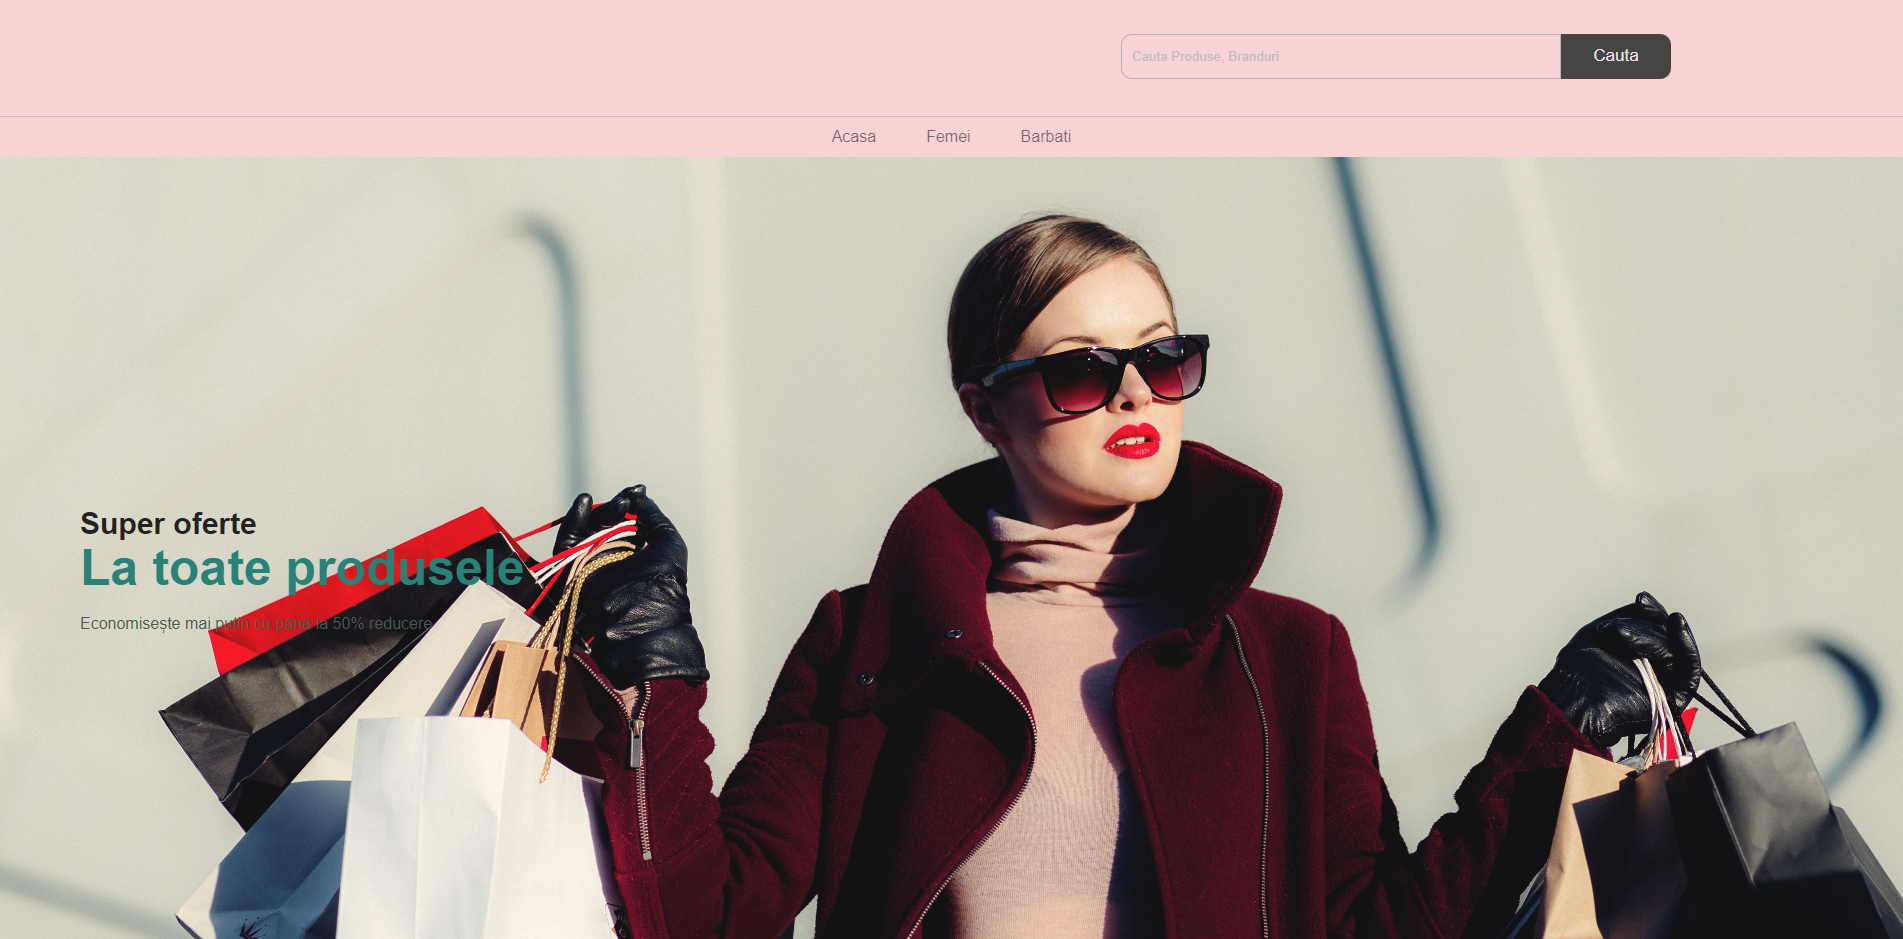 Cauta Produse, Branduri
Cauta
Acasa
Femei
Barbati
Super oferte
La toate produsele
Economisește mai puțin cu până la 50% reducere